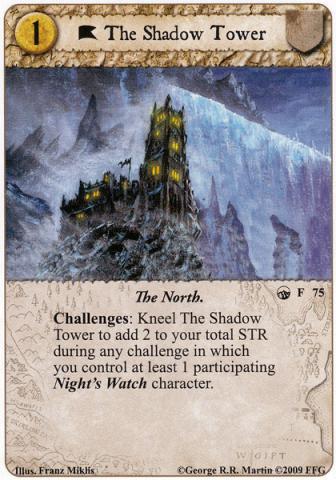 1 The Shadow Tower
The North.
F 75
Challenges: Kneel The Shadow
Tower to add 2 to your total STR
during any challenge in which
you control at least 1 participating
Night's Watch character.
W GIFT
Illus. Franz Miklis
©George R.R. Martin ©2009 FFG